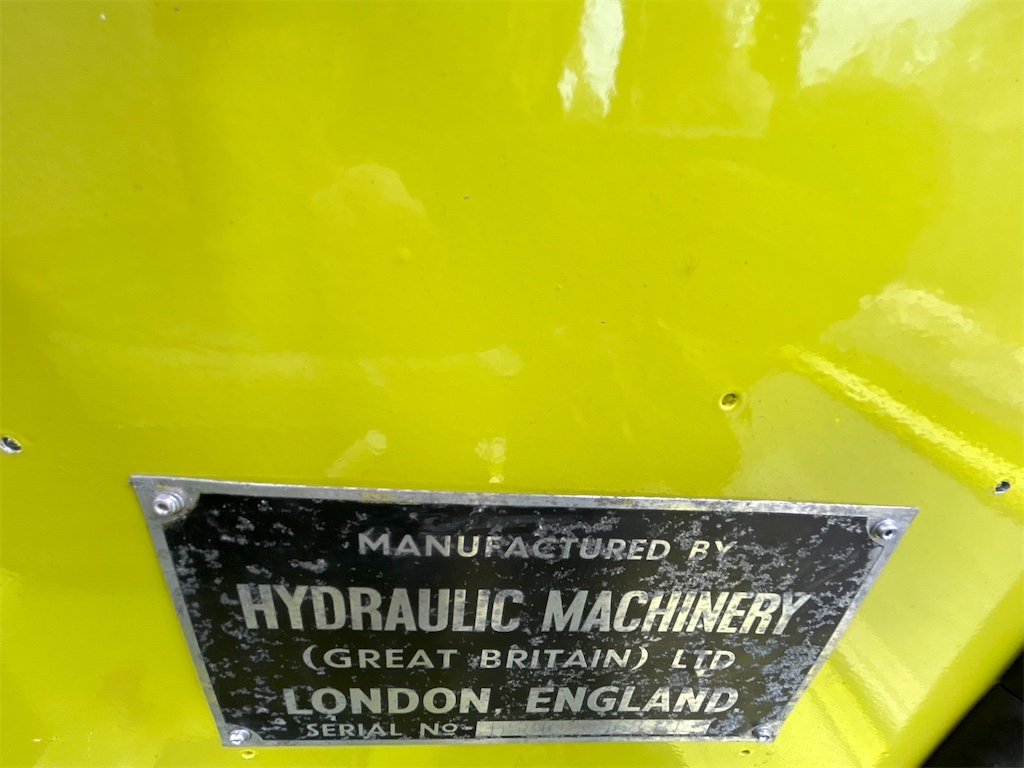 MANUFACTURED BY
HYDRAULIC MACHINERY
(GREAT BRITAIN) LTD
LONDON, ENGLAND.
SERIAL NO-